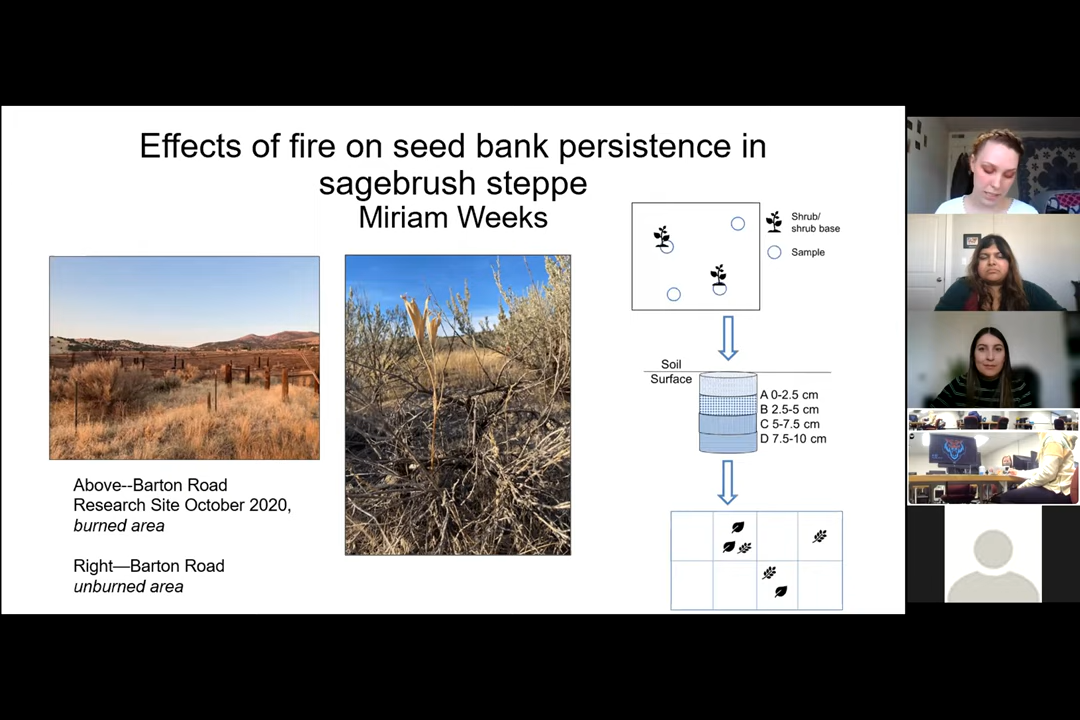 Effects of fire on seed bank persistence in
sagebrush steppe
Miriam Weeks
Shrub/
shrub base
Sample
Soil
Surface
A 0-2.5 cm
B 2.5-5 cm
C 5-7.5 cm
D 7.5-10 cm
Above--Barton Road
Research Site October 2020,
burned area
Right—Barton Road
unburned area